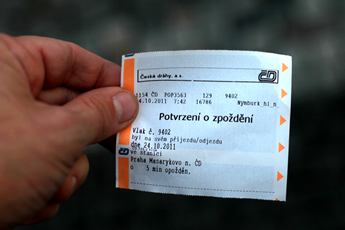 České dráhy, a.s.
ČD
1154 ČD POP3563 129 9402
24.10.2011 7:42 16786 Nymburk hl.n.
Potvrzení o zpoždění
Vlak č. 9402
byl na svém příjezdu/odjezdu
dne 24.10.2011
ve stanici
Praha Masarykovo n. ČD
o 5 min opožděn.